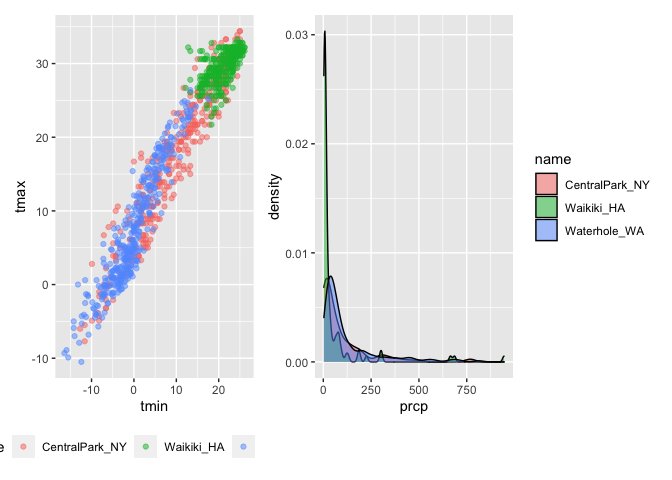 30
20
10
0
-10
tmax
-10
0
10
20
tmin
e
CentralPark_NY
Waikiki_HA
0.03
0.02
0.01
0.00
density
0
250
500
750
prcp
name
CentralPark_NY
Waikiki_HA
Waterhole_WA